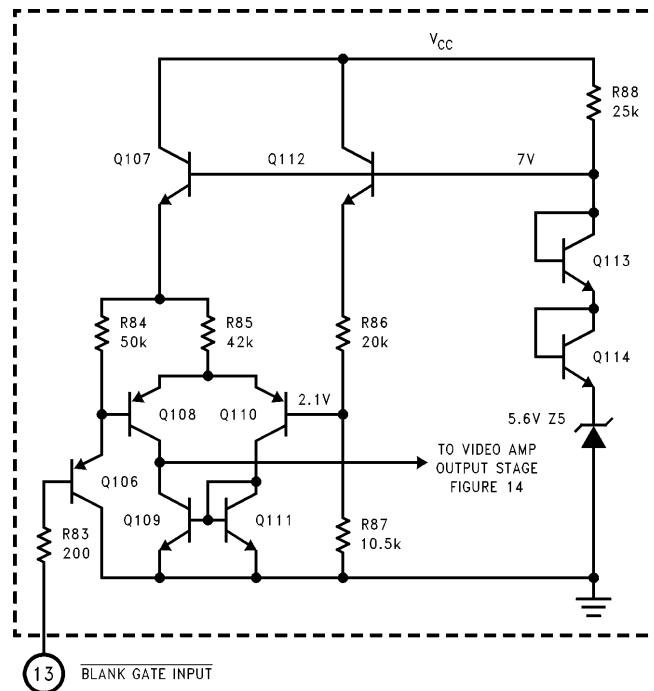 VCC
R88
25k
Q107
Q112
7V
Q113
R84
50k
R85
42k
R86
20k
Q114
Q108
Q110
2.1V
5.6V Z5
Q106
TO VIDEO AMP
OUTPUT STAGE
FIGURE 14
Q109
Q111
R83
200
R87
10.5k
13
BLANK GATE INPUT